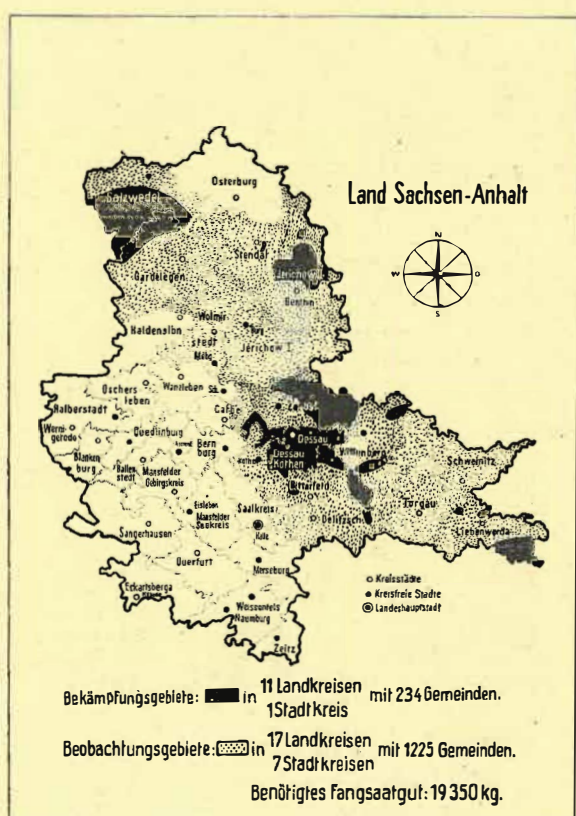 Land Sachsen-Anhalt
N
W O
S
Osterburg
Salzwedel
Stendal
Gardelegen
Jerichow II
Genthin
Haldensleben
Wolmirstedt
Burg
Jerichow I
Magd.
Oschersleben
Wanzleben
Halberstadt
Calbe
Zerbst
Wernigerode
Quedlinburg
Bernburg
Dessau
Dessau Köthen
Wittenberg
Blankenburg
Ballenstedt
Mansfelder Gebirgskreis
Bitterfeld
Schweinitz
Eisleben
Mansfelder Seekreis
Saalkreis
Halle
Delitzsch
Torgau
Liebenwerda
Sangerhausen
Querfurt
Merseburg
Eckartsberga
Weissenfels
Naumburg
Zeitz
Kreisstädte
Kreisfreie Städte
Landeshauptstadt
Bekämpfungsgebiete: in 11 Landkreisen mit 234 Gemeinden.
1 Stadtkreis
Beobachtungsgebiete: in 17 Landkreisen mit 1225 Gemeinden.
7 Stadtkreisen
Benötigtes Fangsaatgut: 19 350 kg.